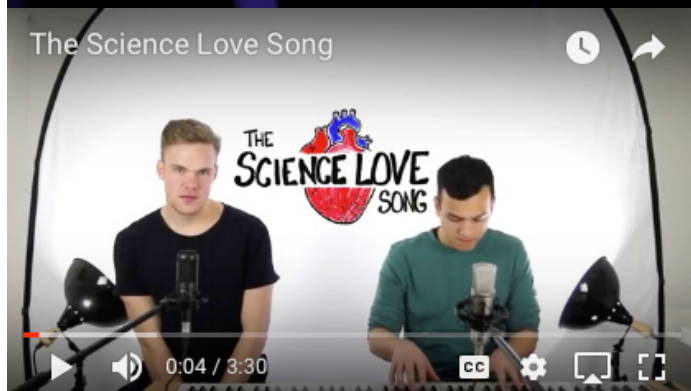 The Science Love Song
THE
SCIENCE LOVE
SONG
0:04 / 3:30
CC